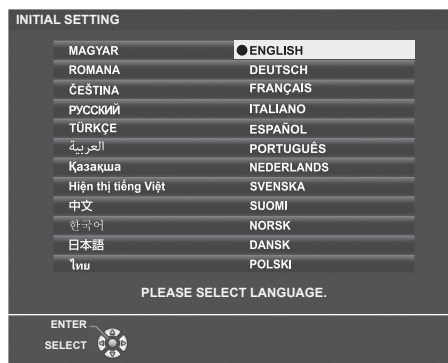 INITIAL SETTING
MAGYAR ENGLISH
ROMANA DEUTSCH
ČEŠTINA FRANÇAIS
РУССКИЙ ITALIANO
TÜRKÇE ESPAÑOL
العربية PORTUGUÊS
Қазақша NEDERLANDS
Hiện thị tiếng Việt SVENSKA
中文 SUOMI
한국어 NORSK
日本語 DANSK
ไทย POLSKI
PLEASE SELECT LANGUAGE.
ENTER
SELECT